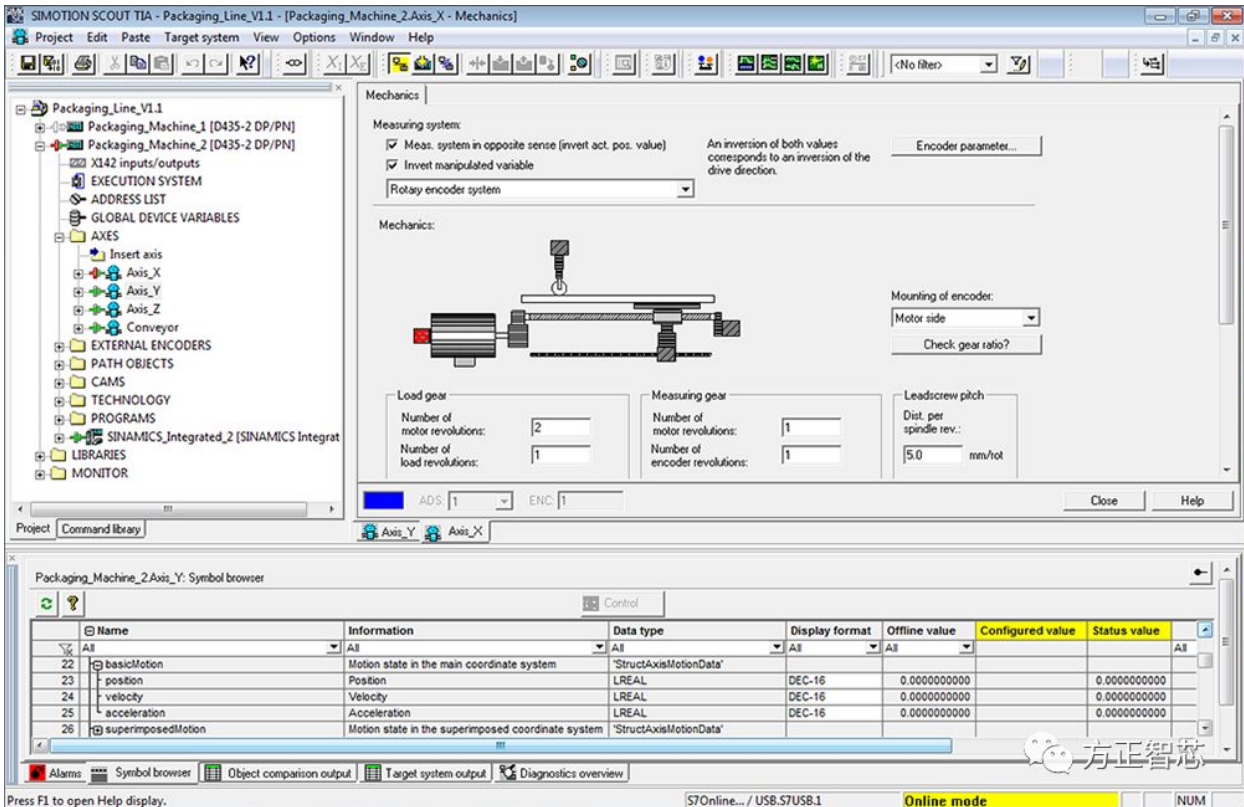 SIMOTION SCOUT TIA - Packaging_Line_V1.1 - [Packaging_Machine_2.Axis_X - Mechanics]
Project Edit Paste Target system View Options Window Help
<No filter>
Packaging_Line_V1.1
Packaging_Machine_1 [D435-2 DP/PN]
Packaging_Machine_2 [D435-2 DP/PN]
X142 inputs/outputs
EXECUTION SYSTEM
ADDRESS LIST
GLOBAL DEVICE VARIABLES
AXES
Insert axis
Axis_X
Axis_Y
Axis_Z
Conveyor
EXTERNAL ENCODERS
PATH OBJECTS
CAMS
TECHNOLOGY
PROGRAMS
SINAMICS_Integrated_2 [SINAMICS Integrat
LIBRARIES
MONITOR
Project Command library
Mechanics
Measuring system:
Meas. system in opposite sense (invert act. pos. value)
Invert manipulated variable
An inversion of both values
corresponds to an inversion of the
drive direction.
Encoder parameter...
Rotary encoder system
Mechanics:
Mounting of encoder:
Motor side
Check gear ratio?
Load gear
Number of
motor revolutions:
2
Number of
load revolutions:
1
Measuring gear
Number of
motor revolutions:
1
Number of
encoder revolutions:
1
Leadscrew pitch
Dist. per
spindle rev.:
5.0 mm/rot
ADS: 1 ENC: 1 Close Help
Axis_Y Axis_X
Packaging_Machine_2.Axis_Y: Symbol browser
Control
Name Information Data type Display format Offline value Configured value Status value
All All All All All All
22 basicMotion Motion state in the main coordinate system 'StructAxisMotionData'
23 position Position LREAL DEC-16 0.0000000000 0.0000000000
24 velocity Velocity LREAL DEC-16 0.0000000000 0.0000000000
25 acceleration Acceleration LREAL DEC-16 0.0000000000 0.0000000000
26 superimposedMotion Motion state in the superimposed coordinate system 'StructAxisMotionData'
方正智芯
Alarms Symbol browser Object comparison output Target system output Diagnostics overview
Press F1 to open Help display. S7Online... / USB.S7USB.1 Online mode NUM